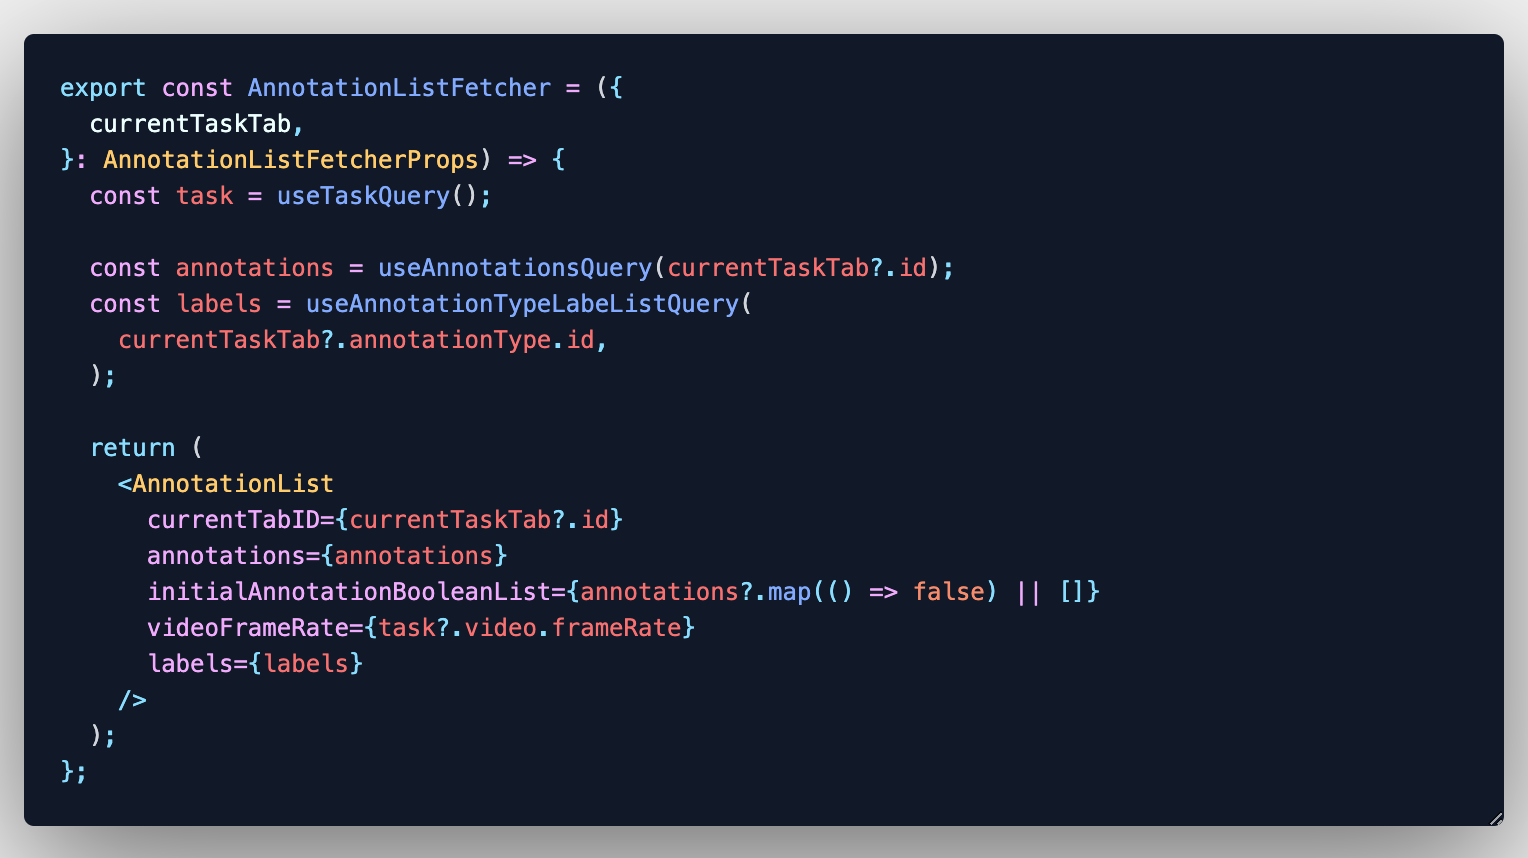 export const AnnotationListFetcher = ({
  currentTaskTab,
}: AnnotationListFetcherProps) => {
  const task = useTaskQuery();

  const annotations = useAnnotationsQuery(currentTaskTab?.id);
  const labels = useAnnotationTypeLabeListQuery(
    currentTaskTab?.annotationType.id,
  );

  return (
    <AnnotationList
      currentTabID={currentTaskTab?.id}
      annotations={annotations}
      initialAnnotationBooleanList={annotations?.map(() => false) || []}
      videoFrameRate={task?.video.frameRate}
      labels={labels}
    />
  );
};